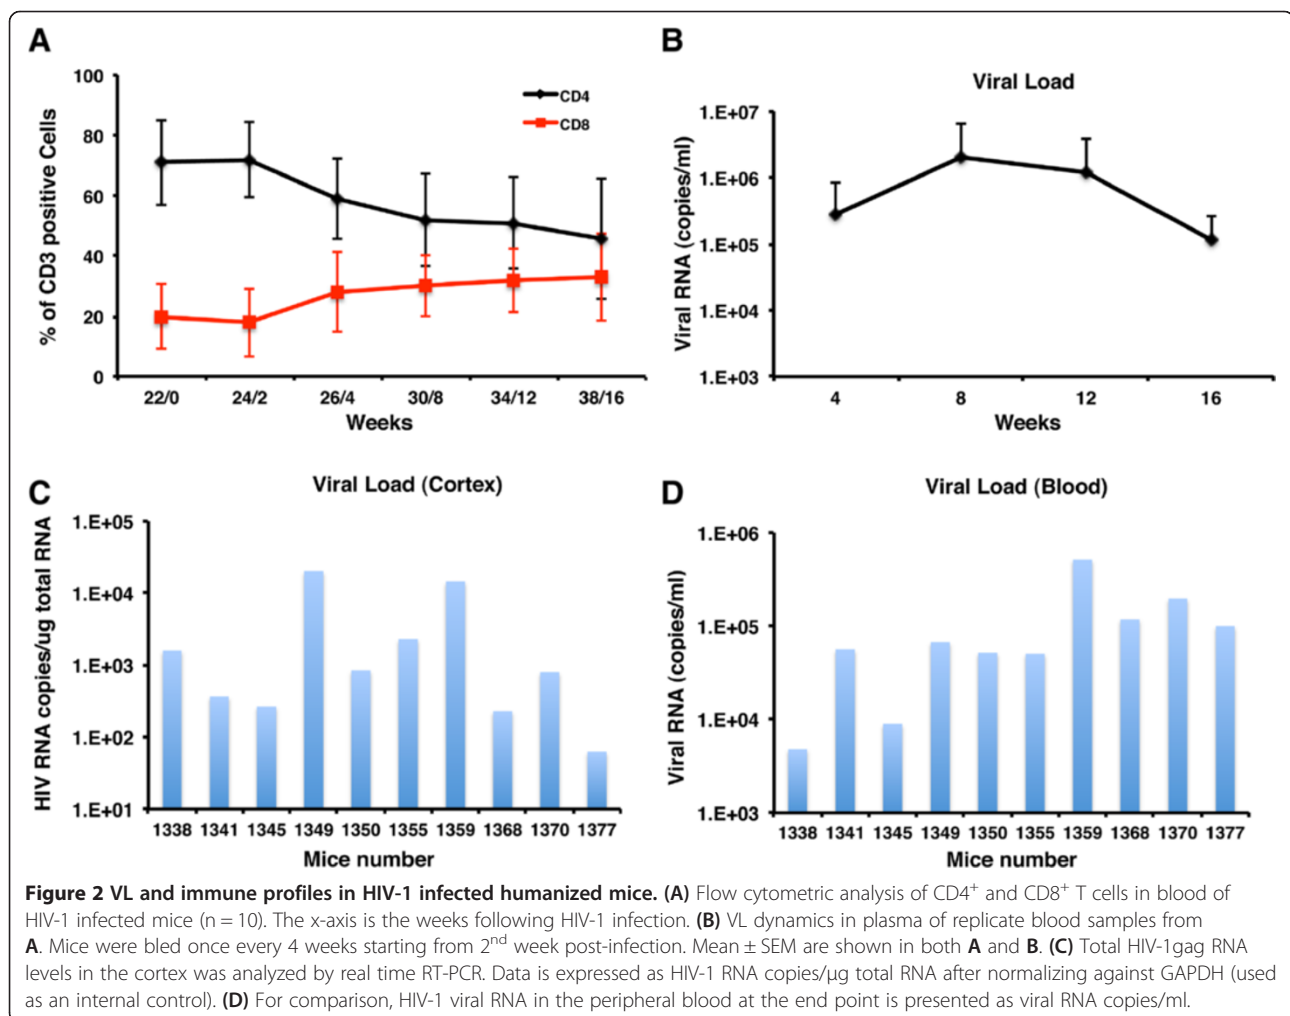 A
100
80
60
40
20
0
% of CD3 positive Cells
CD4
CD8
22/0 24/2 26/4 30/8 34/12 38/16
Weeks
B
Viral Load
1.E+07
1.E+06
1.E+05
1.E+04
1.E+03
Viral RNA (copies/ml)
4 8 12 16
Weeks
C
Viral Load (Cortex)
1.E+05
1.E+04
1.E+03
1.E+02
1.E+01
HIV RNA copies/ug total RNA
1338 1341 1345 1349 1350 1355 1359 1368 1370 1377
Mice number
D
Viral Load (Blood)
1.E+06
1.E+05
1.E+04
1.E+03
Viral RNA (copies/ml)
1338 1341 1345 1349 1350 1355 1359 1368 1370 1377
Mice number
Figure 2 VL and immune profiles in HIV-1 infected humanized mice. (A) Flow cytometric analysis of CD4+ and CD8+ T cells in blood of
HIV-1 infected mice (n = 10). The x-axis is the weeks following HIV-1 infection. (B) VL dynamics in plasma of replicate blood samples from
A. Mice were bled once every 4 weeks starting from 2nd week post-infection. Mean ± SEM are shown in both A and B. (C) Total HIV-1gag RNA
levels in the cortex was analyzed by real time RT-PCR. Data is expressed as HIV-1 RNA copies/μg total RNA after normalizing against GAPDH (used
as an internal control). (D) For comparison, HIV-1 viral RNA in the peripheral blood at the end point is presented as viral RNA copies/ml.